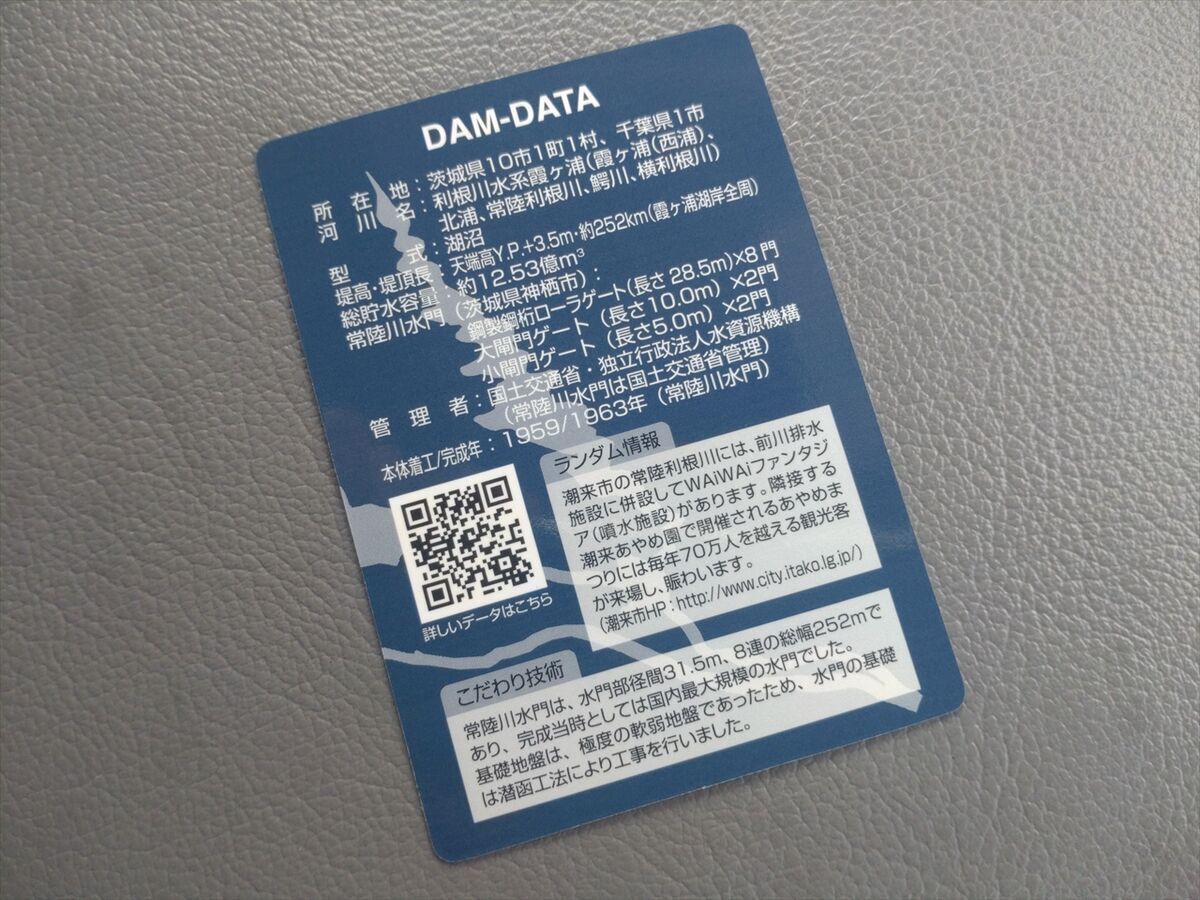 DAM-DATA
所在地：茨城県10市1町1村、千葉県1市
河川名：利根川水系霞ヶ浦（霞ヶ浦（西浦）、
北浦、常陸利根川、鰐川、横利根川）
型式：湖沼
堤高・堤頂長：天端高Y.P.+3.5m・約252km（霞ヶ浦湖岸全周）
総貯水容量：約12.53億m³
常陸川水門（茨城県神栖市）：
鋼製鋼桁ローラゲート（長さ 28.5m）×8門
大閘門ゲート（長さ10.0m）×2門
小閘門ゲート（長さ5.0m）×2門
管理者：国土交通省・独立行政法人水資源機構
（常陸川水門は国土交通省管理）
本体着工/完成年：1959/1963年（常陸川水門）
詳しいデータはこちら
ランダム情報
潮来市の常陸利根川には、前川排水
施設に併設してWAiWAiファンタジ
ア（噴水施設）があります。隣接する
潮来あやめ園で開催されるあやめま
つりには毎年70万人を越える観光客
が来場し、賑わいます。
（潮来市HP：http://www.city.itako.lg.jp/）
こだわり技術
常陸川水門は、水門部径間31.5m、8連の総幅252mで
あり、完成当時としては国内最大規模の水門でした。
基礎地盤は、極度の軟弱地盤であったため、水門の基礎
は潜函工法により工事を行いました。